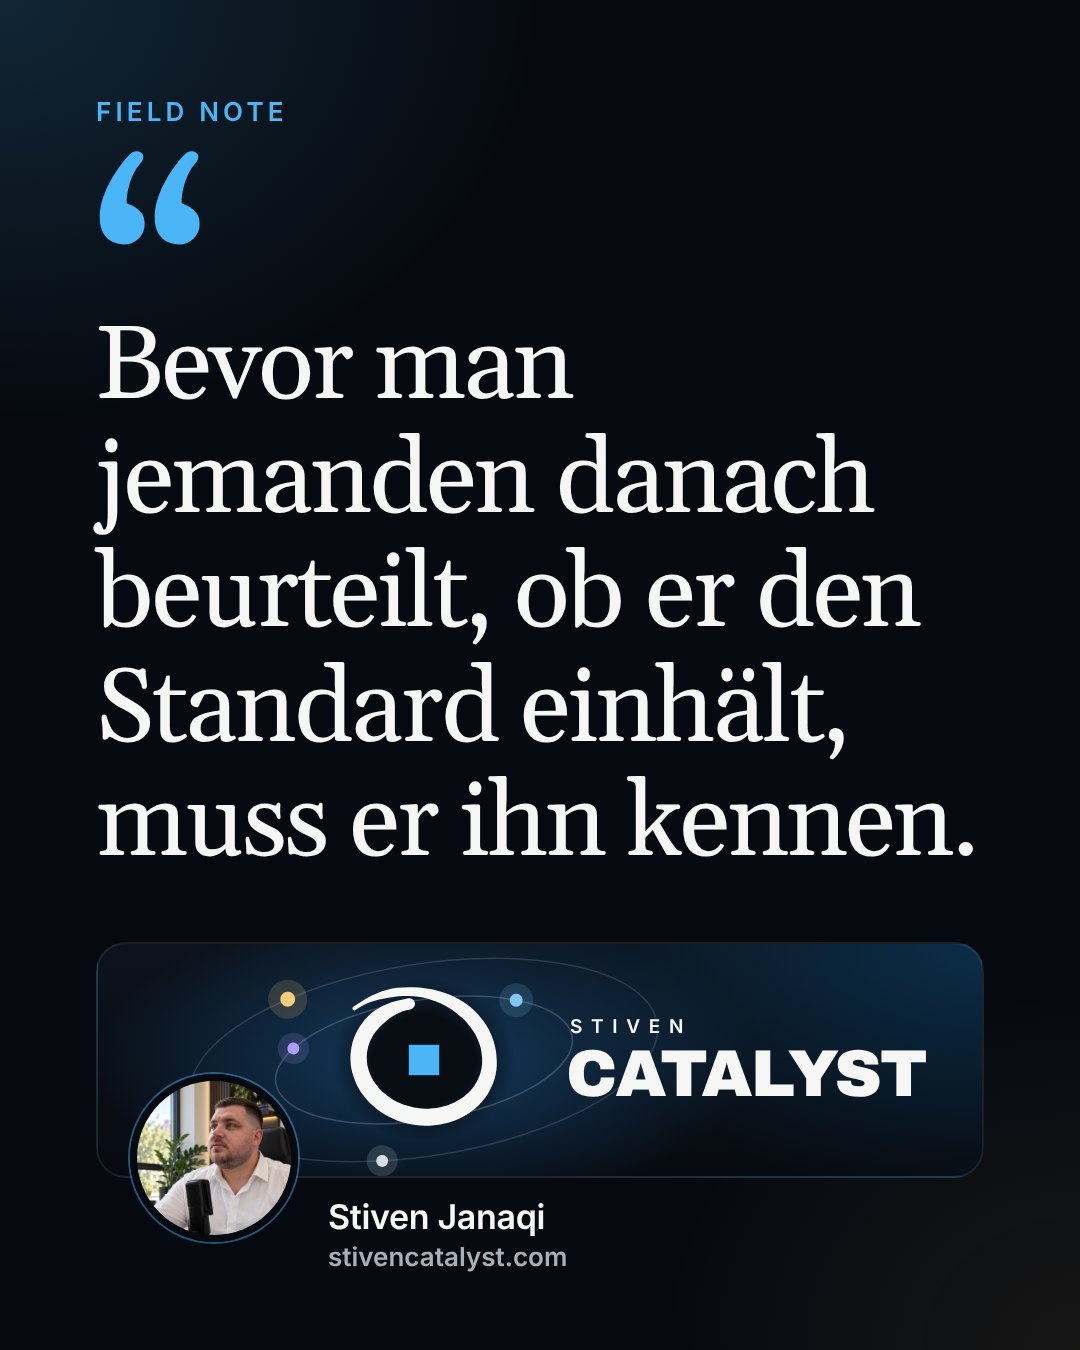 FIELD NOTE
“
Bevor man
jemanden danach
beurteilt, ob er den
Standard einhält,
muss er ihn kennen.
STIVEN
CATALYST
Stiven Janaqi
stivencatalyst.com